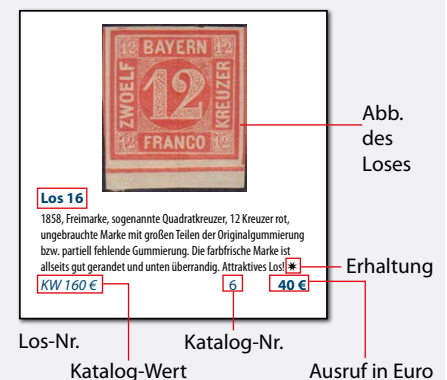 12 BAYERN 12
ZWOELF
12
KREUZER
12 FRANCO 12
Abb.
des
Loses
Los 16
1858, Freimarke, sogenannte Quadratkreuzer, 12 Kreuzer rot,
ungebrauchte Marke mit großen Teilen der Originalgummierung
bzw. partiell fehlende Gummierung. Die farbfrische Marke ist
allseits gut gerandet und unten überrandig. Attraktives Los! ✷
Erhaltung
KW 160 € 6 40 €
Los-Nr. Katalog-Nr.
Katalog-Wert Ausruf in Euro